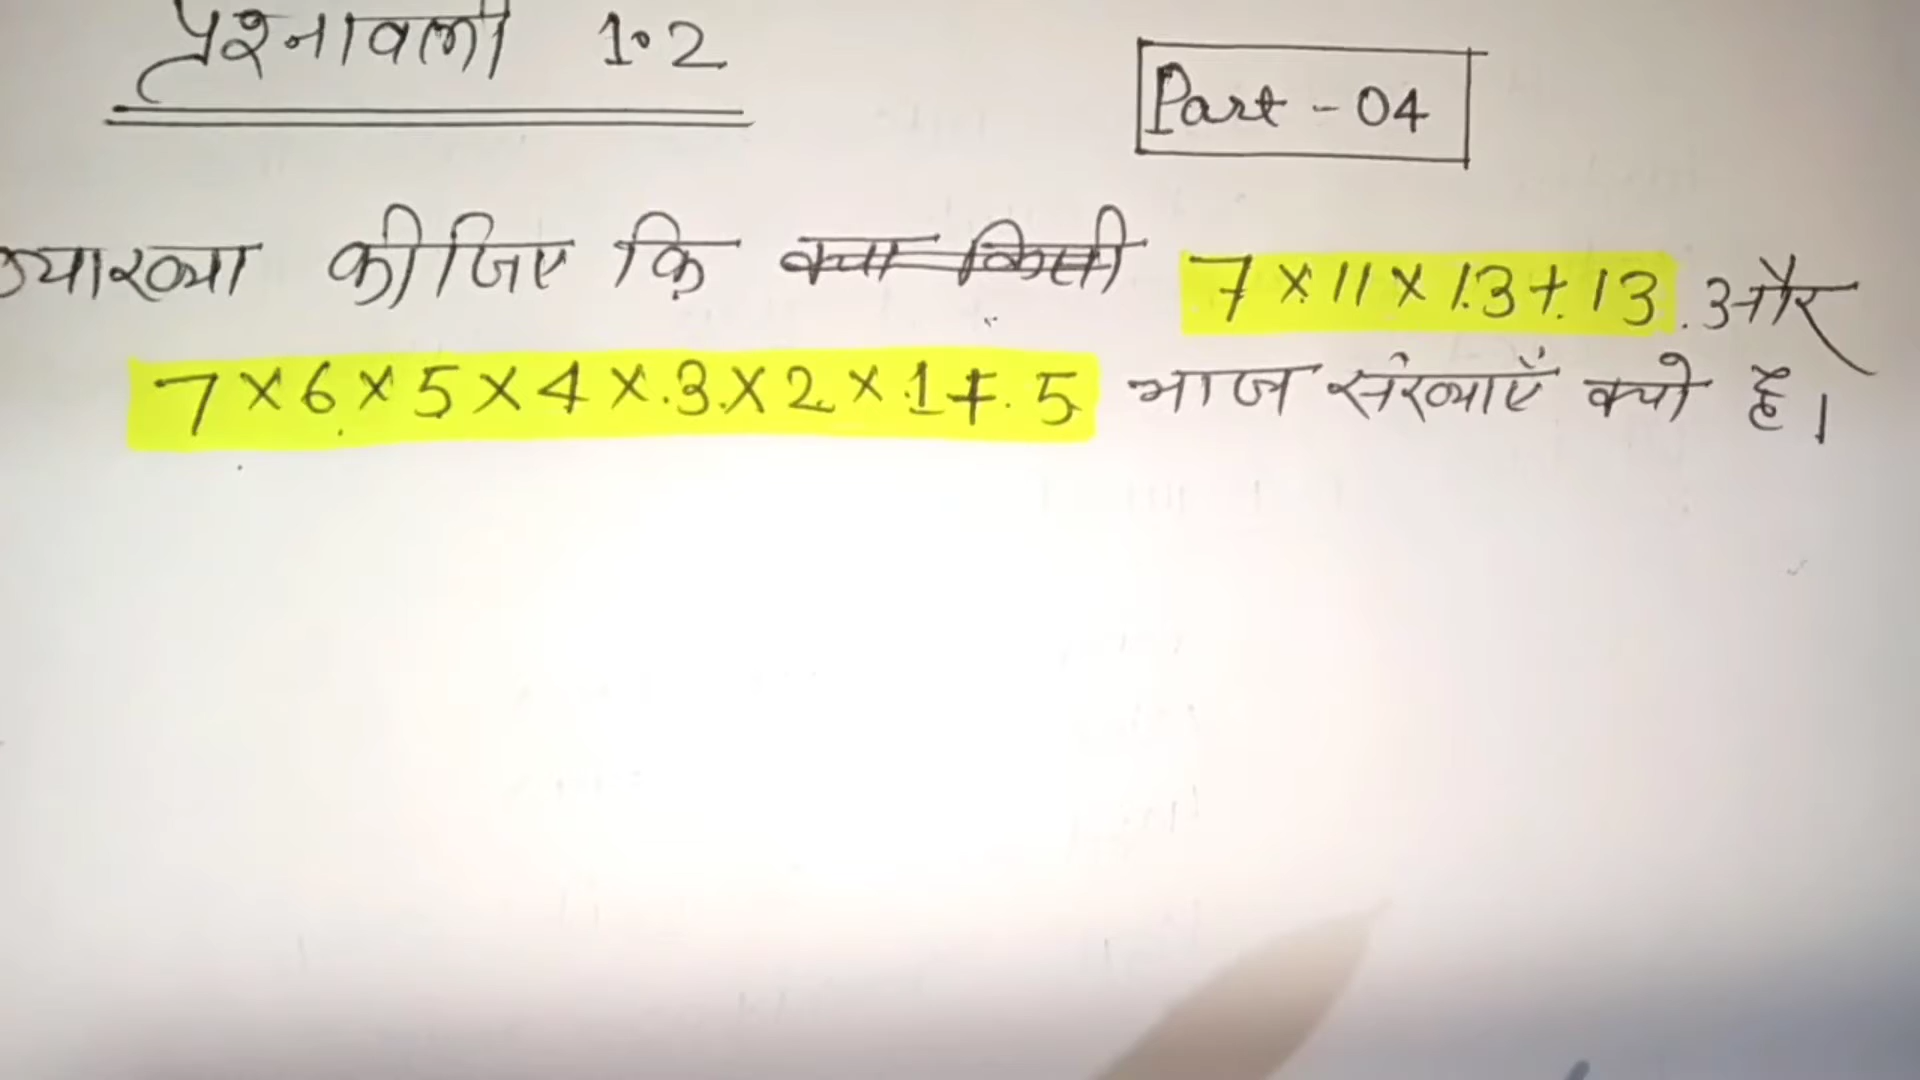 प्रश्नावली 1.2
Part - 04
व्याख्या कीजिए कि क्या किसी 7 × 11 × 13 + 13 और
7 × 6 × 5 × 4 × 3 × 2 × 1 + 5 भाज संख्याएँ क्यो है।